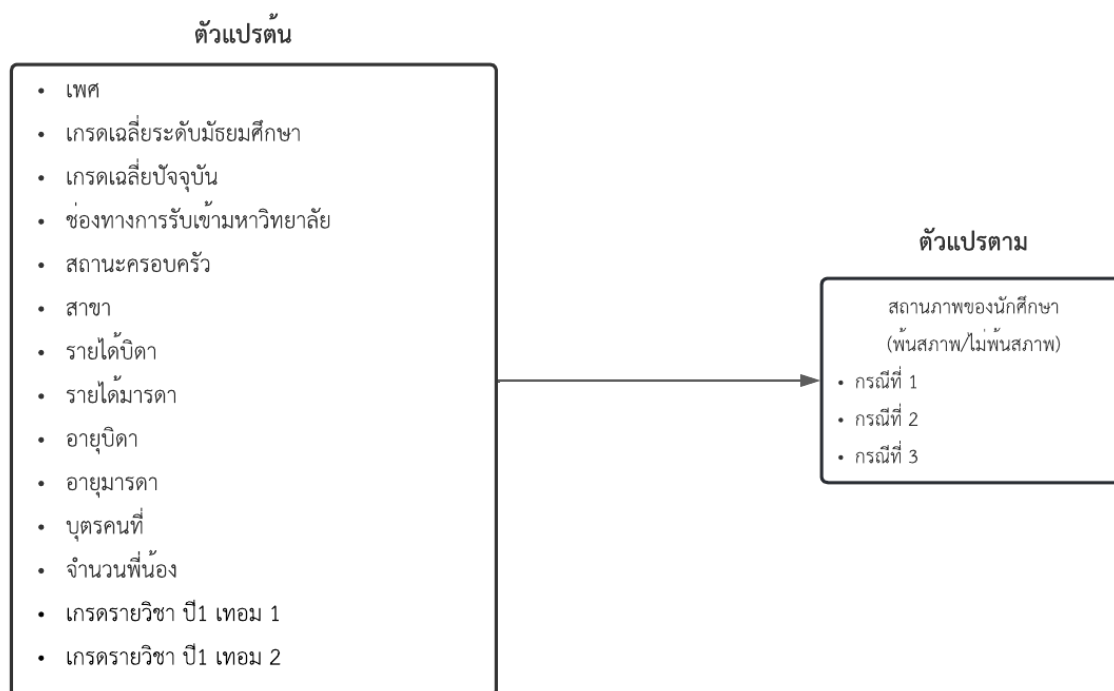 ตัวแปรต้น
• เพศ
• เกรดเฉลี่ยระดับมัธยมศึกษา
• เกรดเฉลี่ยปัจจุบัน
• ช่องทางการรับเข้ามหาวิทยาลัย
• สถานะครอบครัว
• สาขา
• รายได้บิดา
• รายได้มารดา
• อายุบิดา
• อายุมารดา
• บุตรคนที่
• จำนวนพี่น้อง
• เกรดรายวิชา ปี1 เทอม 1
• เกรดรายวิชา ปี1 เทอม 2
ตัวแปรตาม
สถานภาพของนักศึกษา
(พ้นสภาพ/ไม่พ้นสภาพ)
• กรณีที่ 1
• กรณีที่ 2
• กรณีที่ 3